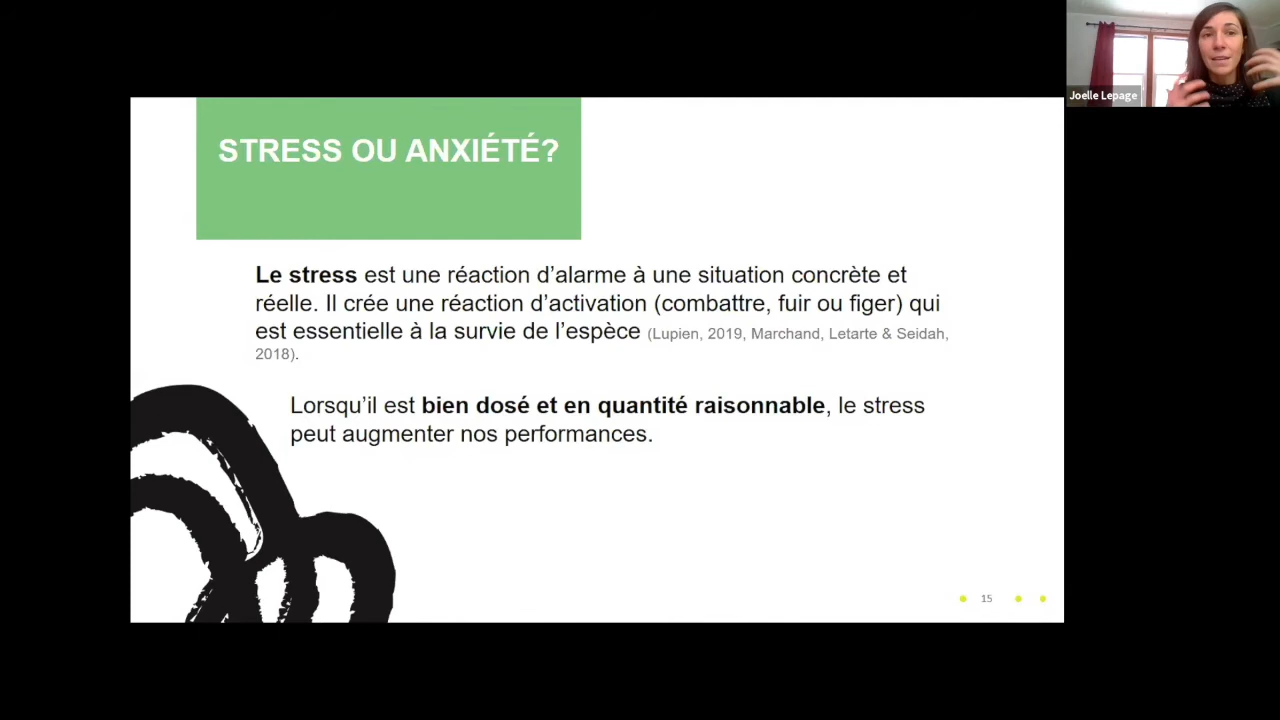 Joelle Lepage
STRESS OU ANXIÉTÉ?
Le stress est une réaction d’alarme à une situation concrète et
réelle. Il crée une réaction d’activation (combattre, fuir ou figer) qui
est essentielle à la survie de l’espèce (Lupien, 2019, Marchand, Letarte & Seidah,
2018).
Lorsqu’il est bien dosé et en quantité raisonnable, le stress
peut augmenter nos performances.
15